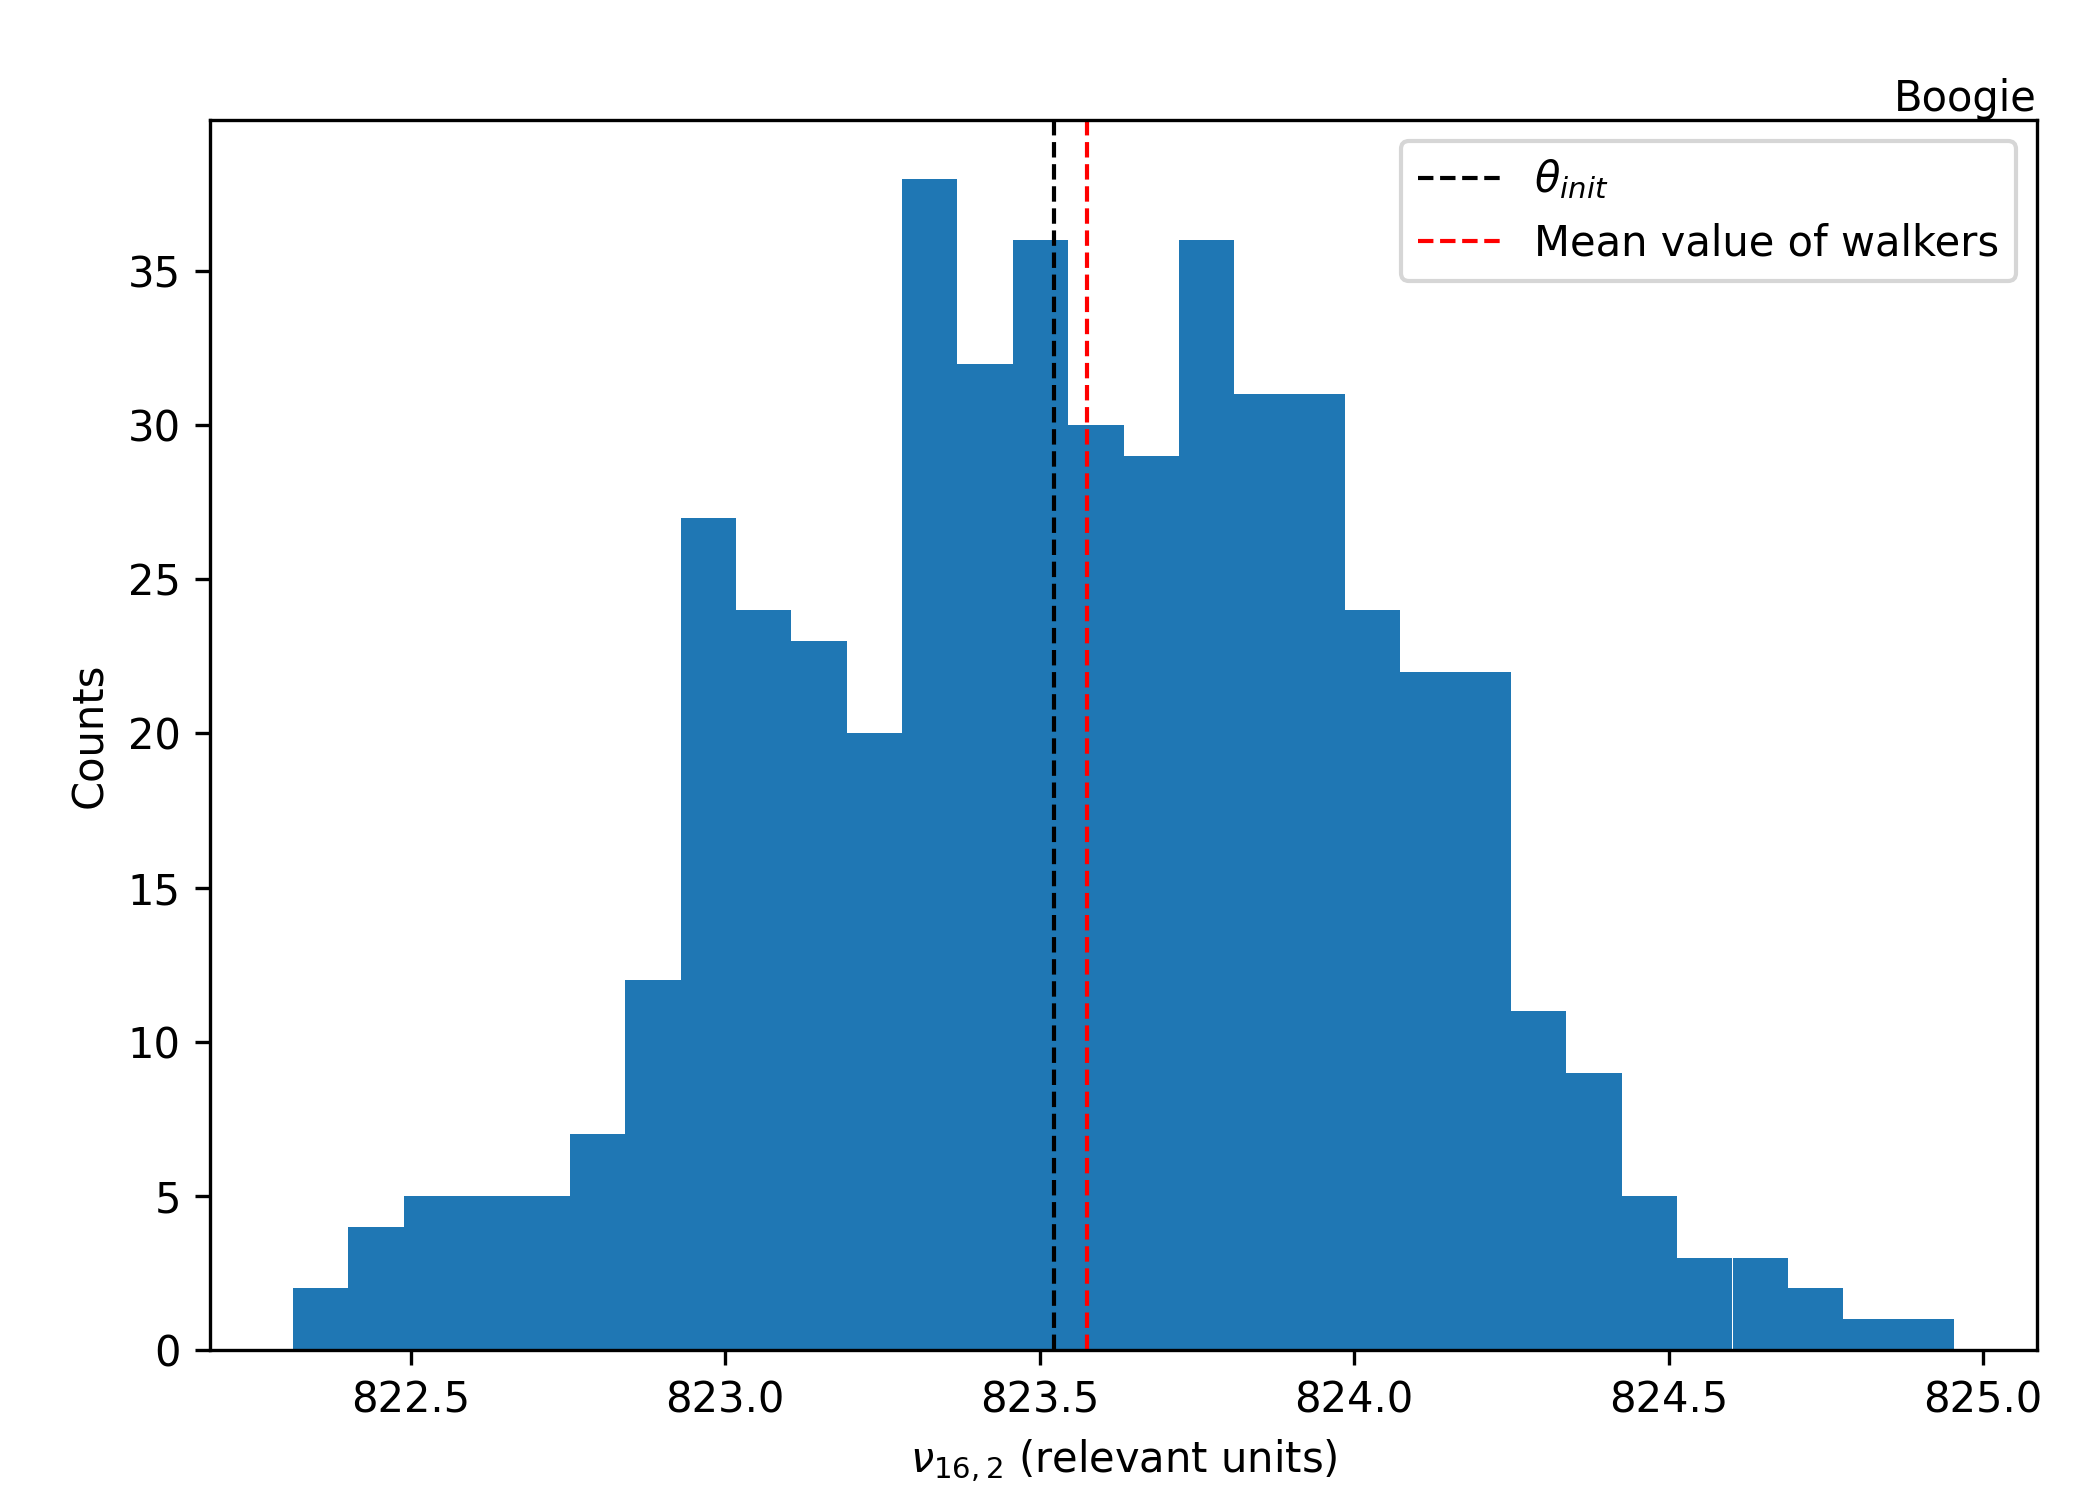 Boogie
θinit
Mean value of walkers
35
30
25
20
15
10
5
0
Counts
822.5 823.0 823.5 824.0 824.5 825.0
ν16, 2 (relevant units)